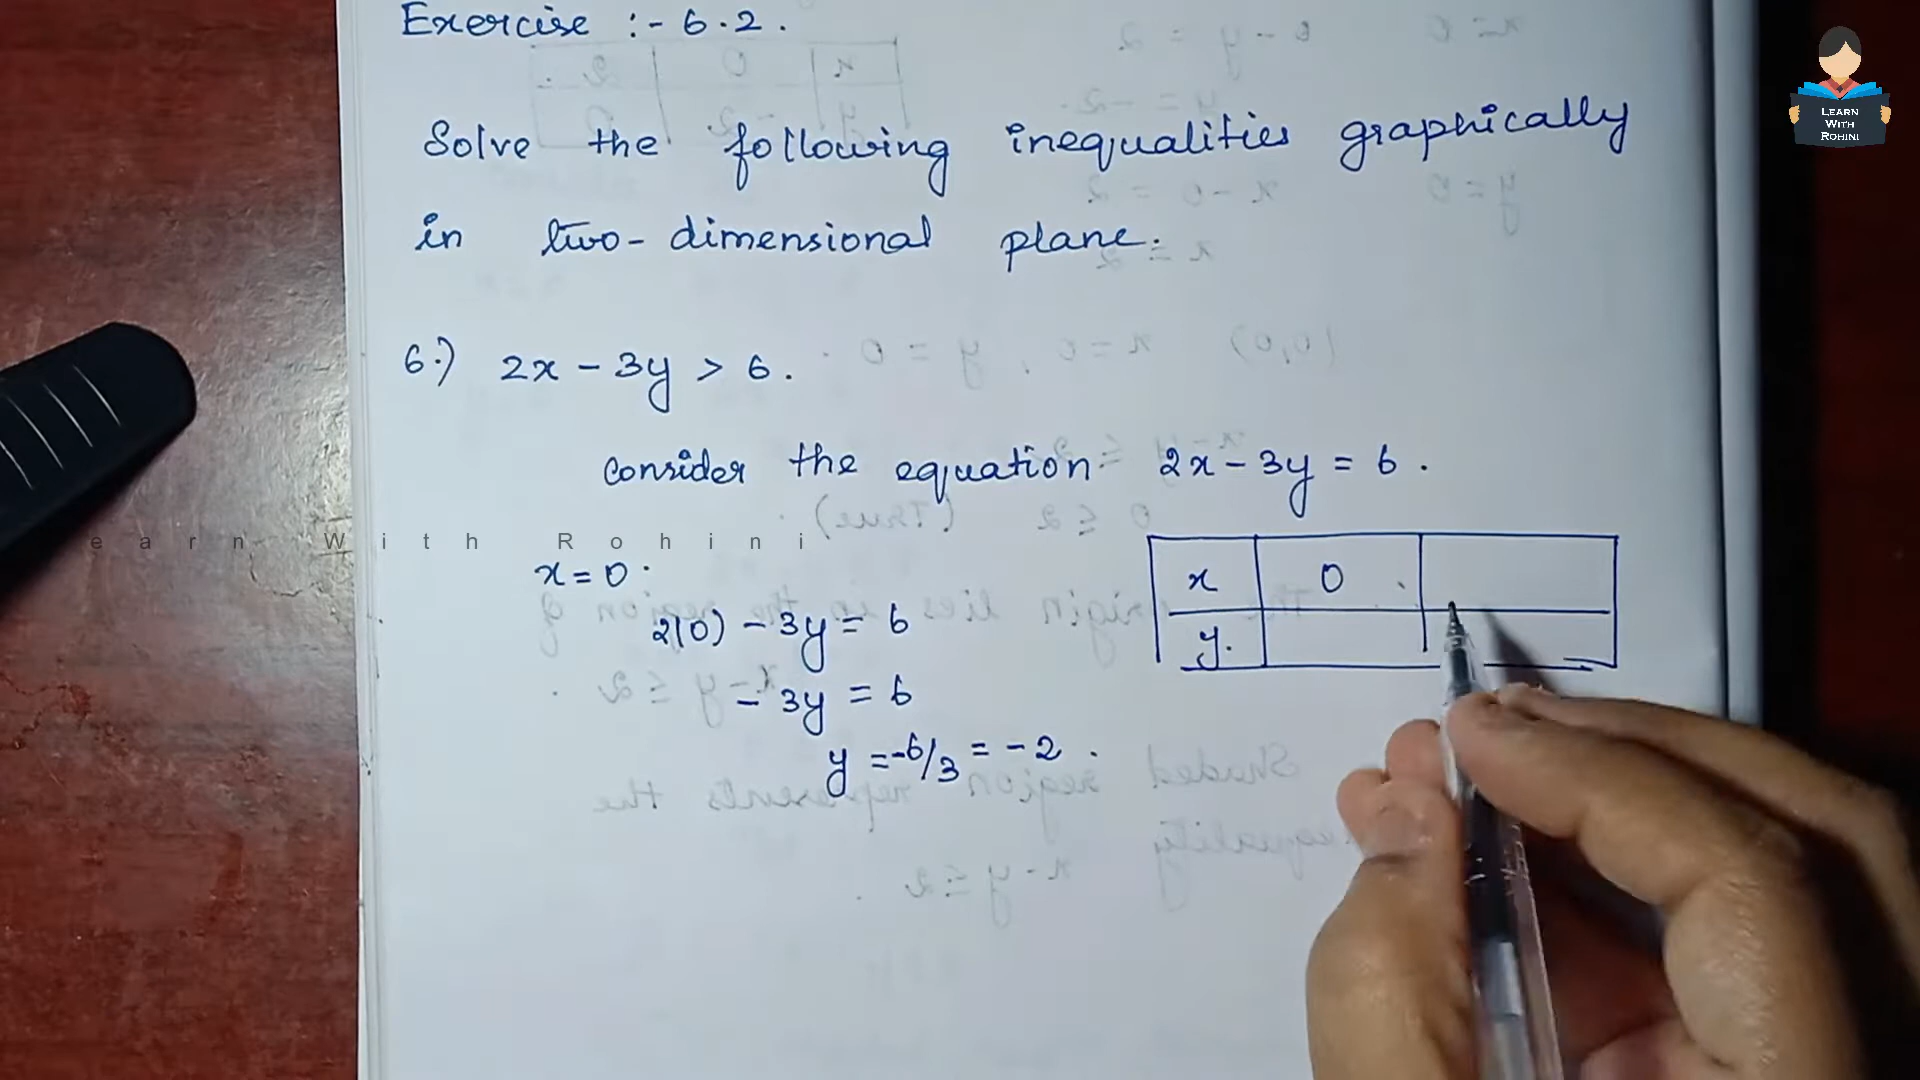 Exercise :- 6.2.
Solve the following inequalities graphically
in two-dimensional plane.
6.) 2x - 3y > 6.
Consider the equation 2x - 3y = 6.
x = 0.
2(0) - 3y = 6
- 3y = 6
y = -6/3 = -2.
x 0
y.
Learn With Rohini
LEARN
WITH
ROHINI